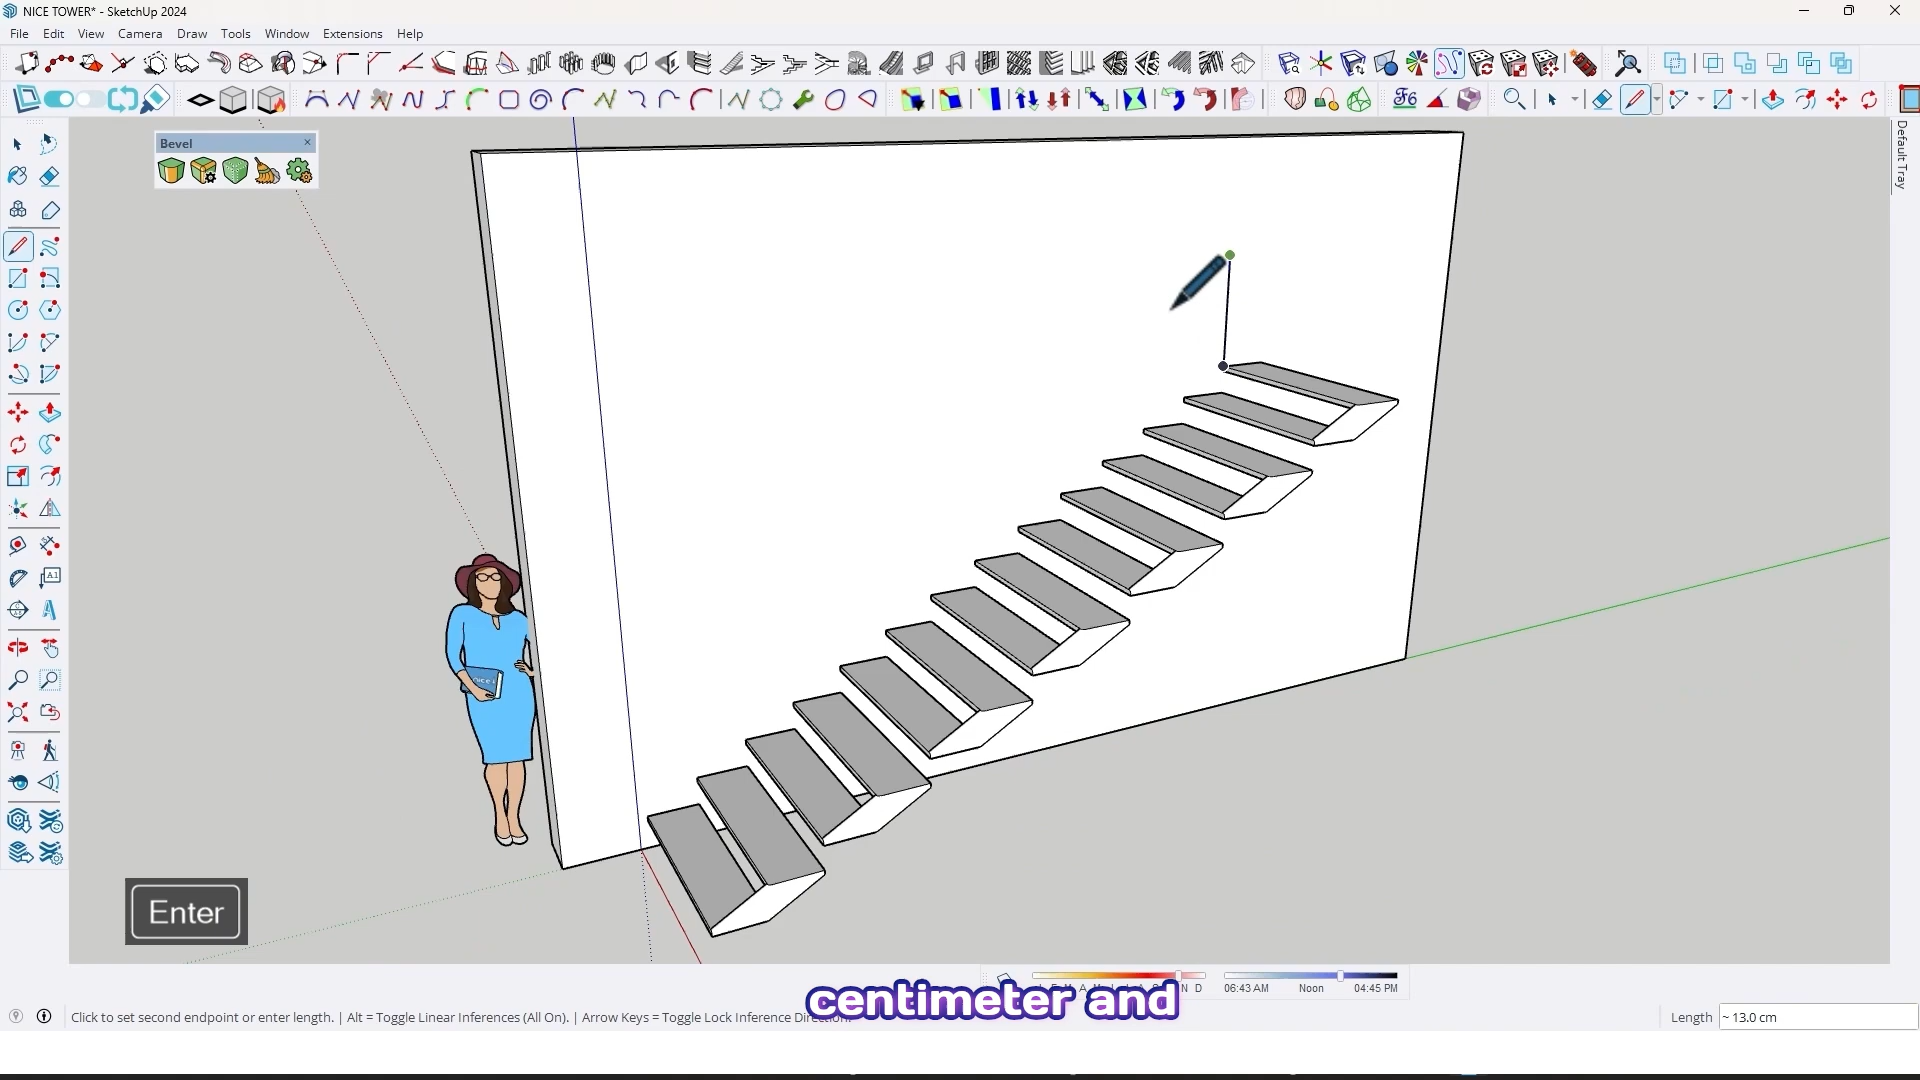 NICE TOWER* - SketchUp 2024
File Edit View Camera Draw Tools Window Extensions Help
Default Tray
Bevel
Enter
06:43 AM Noon 04:45 PM
centimeter and
Click to set second endpoint or enter length. | Alt = Toggle Linear Inferences (All On). | Arrow Keys = Toggle Lock Inference Direction.
Length ~ 13.0 cm